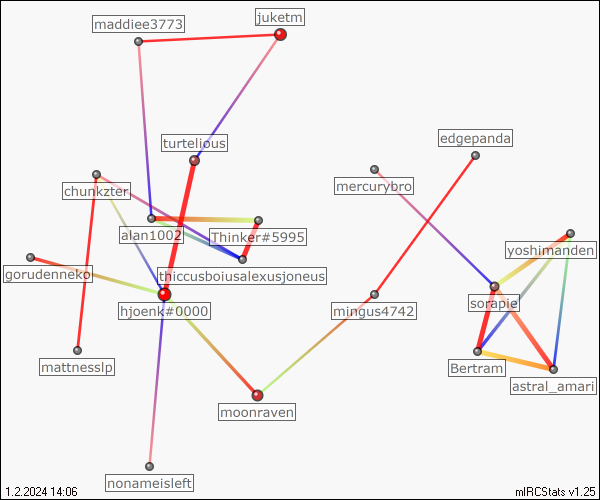 juketm
maddiee3773
edgepanda
turtelious
mercurybro
chunkzter
alan1002
Thinker#5995
yoshimanden
gorudenneko
thiccusboiusalexusjoneus
sorapie
hjoenk#0000
mingus4742
mattnesslp
Bertram
astral_amari
moonraven
nonameisleft
1.2.2024 14:06
mIRCStats v1.25